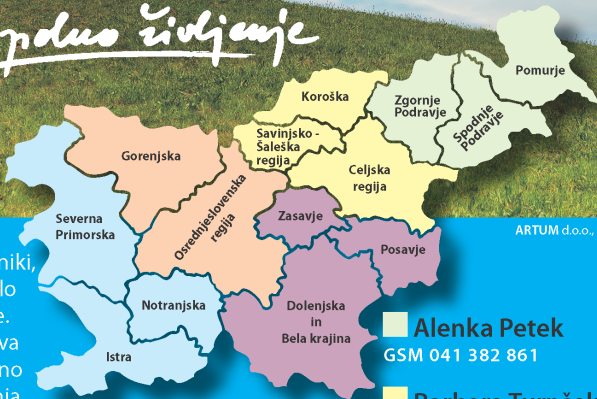 polno življenje
Pomurje
Koroška
Zgornje
Podravje
Spodnje
Podravje
Savinjsko -
Šaleška
regija
Gorenjska
Celjska
regija
Osrednjeslovenska
regija
Zasavje
Severna
Primorska
ARTUM d.o.o.,
Posavje
niki,
lo
e.
va
no
Notranjska
Dolenjska
in
Bela krajina
Istra
Alenka Petek
GSM 041 382 861